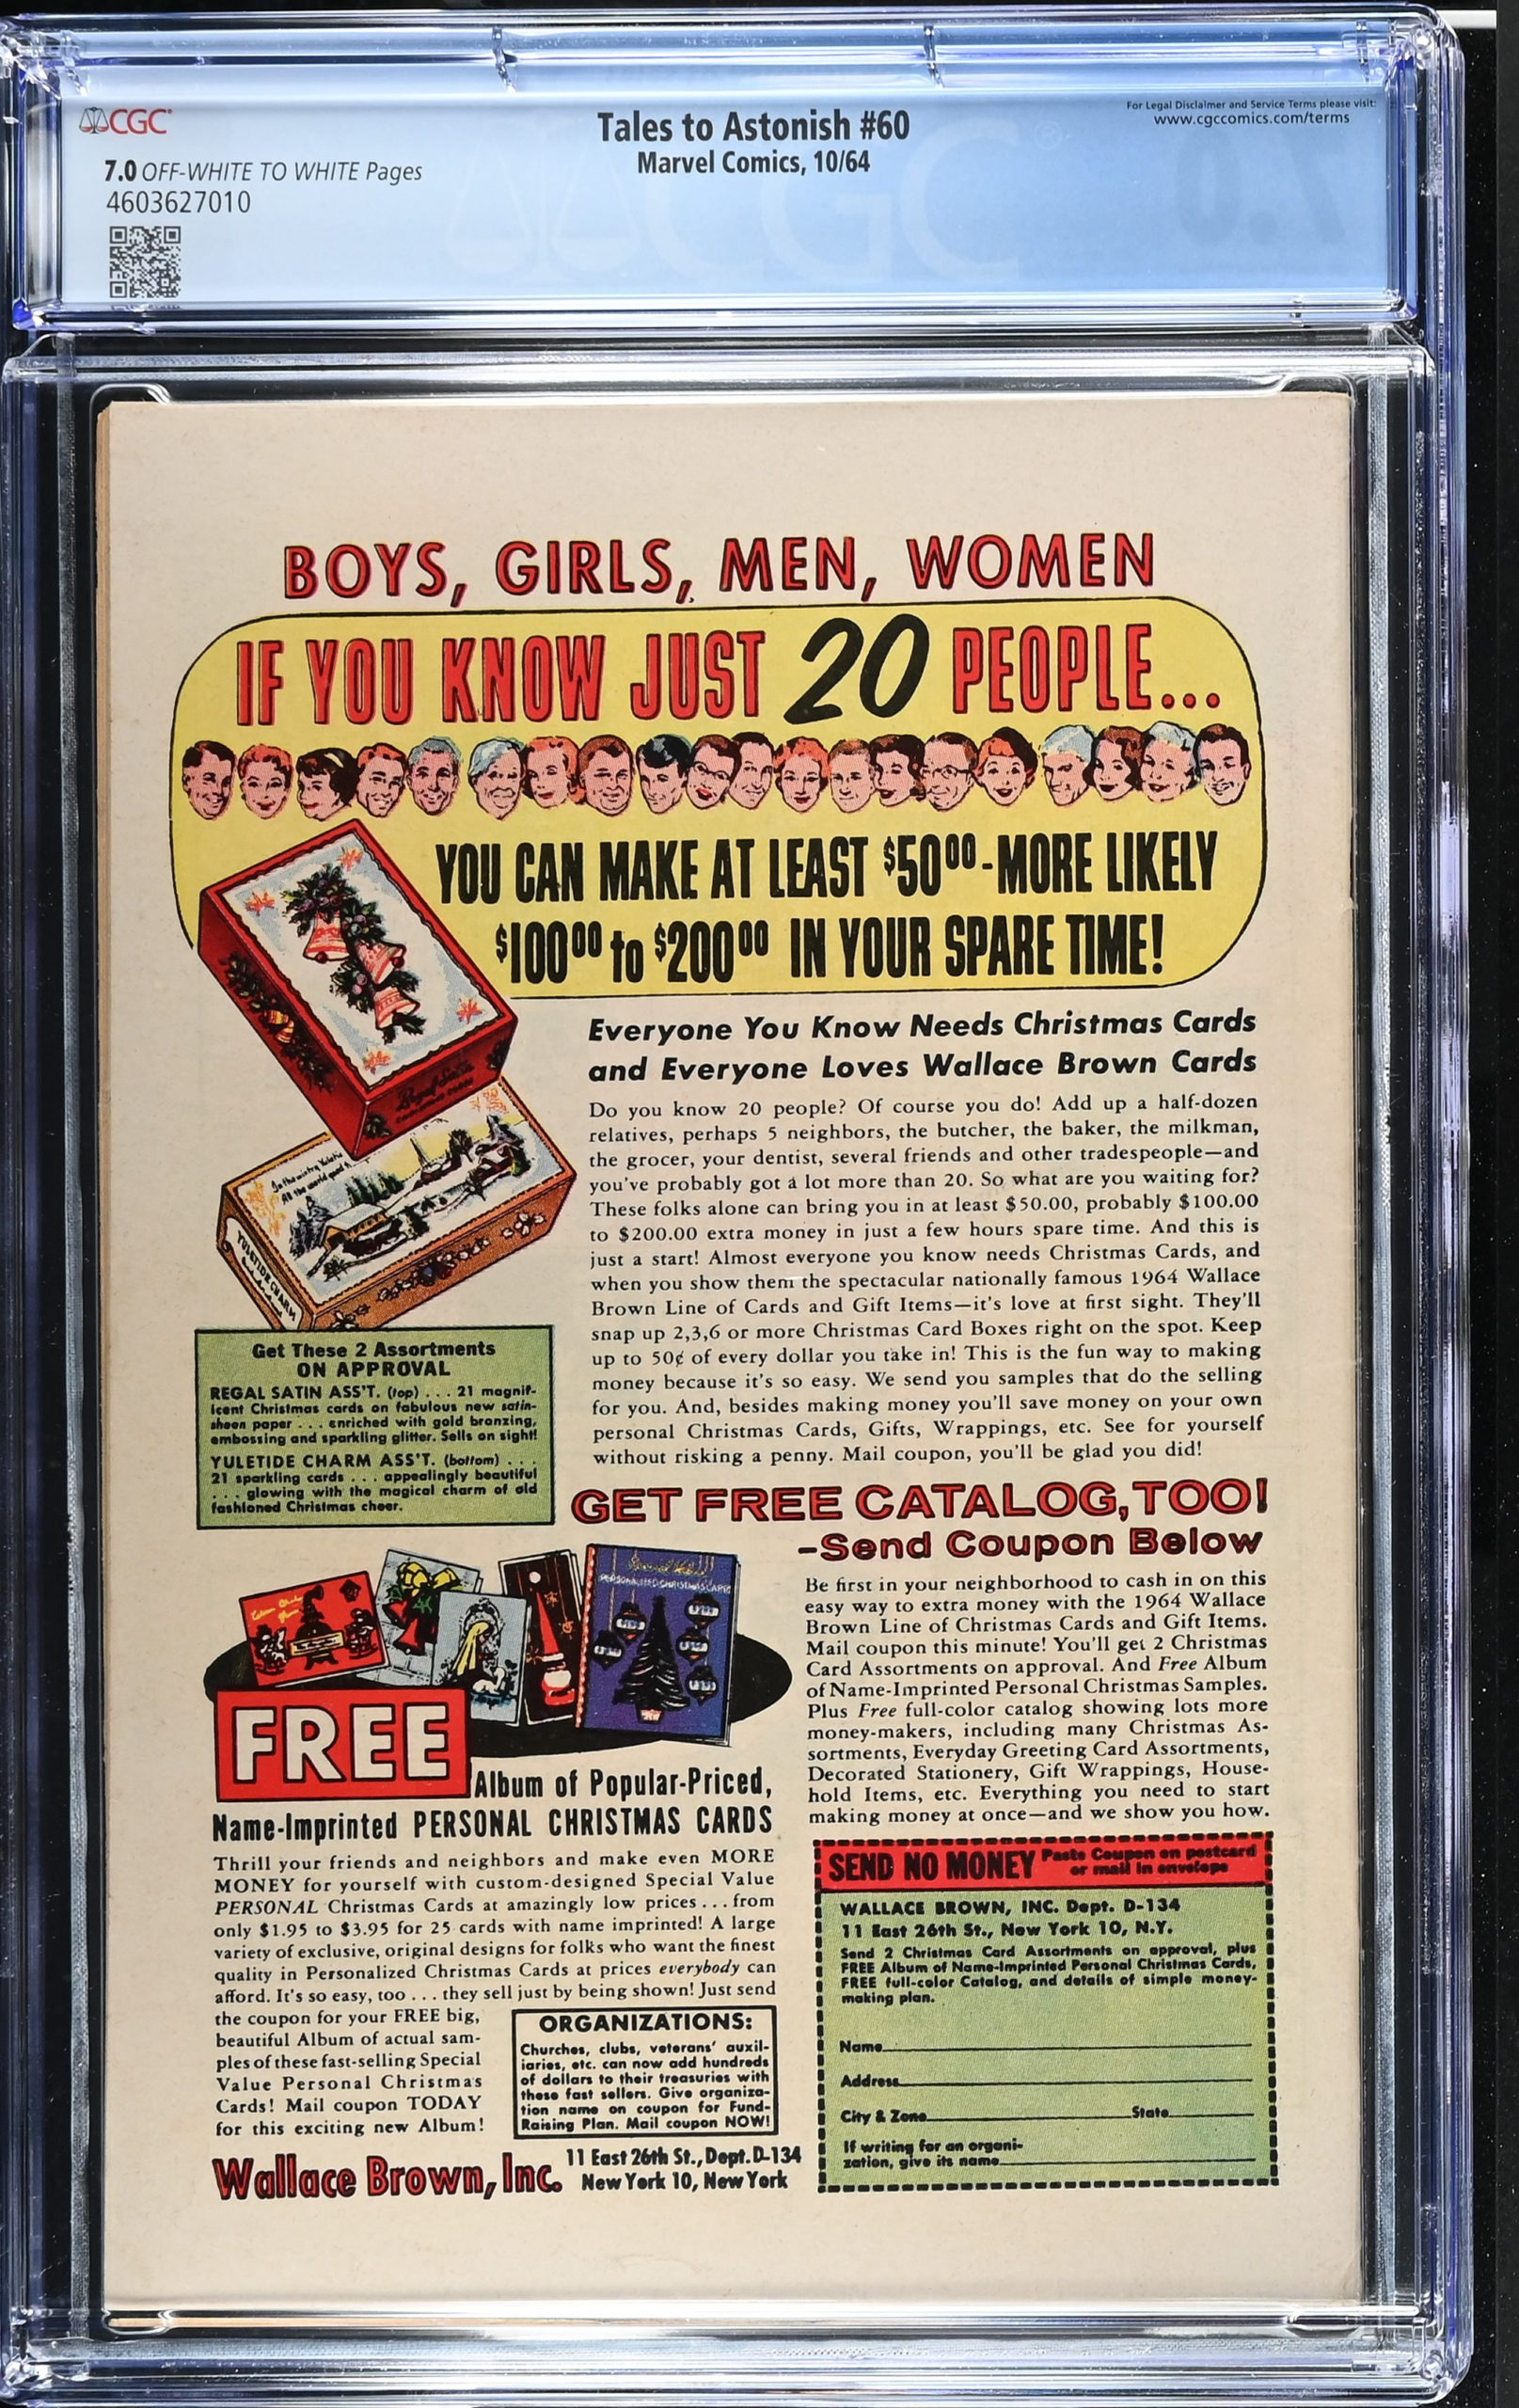 CGC
7.0 OFF-WHITE TO WHITE Pages
4603627010
Tales to Astonish #60
Marvel Comics, 10/64
For Legal Disclaimer and Service Terms please visit:
www.cgccomics.com/terms
BOYS, GIRLS, MEN, WOMEN
IF YOU KNOW JUST 20 PEOPLE...
YOU CAN MAKE AT LEAST $50.00-MORE LIKELY
$100.00 to $200.00 IN YOUR SPARE TIME!
Everyone You Know Needs Christmas Cards
and Everyone Loves Wallace Brown Cards
Do you know 20 people? Of course you do! Add up a half-dozen
relatives, perhaps 5 neighbors, the butcher, the baker, the milkman,
the grocer, your dentist, several friends and other tradespeople—and
you've probably got a lot more than 20. So what are you waiting for?
These folks alone can bring you in at least $50.00, probably $100.00
to $200.00 extra money in just a few hours spare time. And this is
just a start! Almost everyone you know needs Christmas Cards, and
when you show them the spectacular nationally famous 1964 Wallace
Brown Line of Cards and Gift Items—it's love at first sight. They'll
snap up 2,3,6 or more Christmas Card Boxes right on the spot. Keep
up to 50¢ of every dollar you take in! This is the fun way to making
money because it's so easy. We send you samples that do the selling
for you. And, besides making money you'll save money on your own
personal Christmas Cards, Gifts, Wrappings, etc. See for yourself
without risking a penny. Mail coupon, you'll be glad you did!
Regal Satin
YULETIDE CHARM
Get These 2 Assortments
ON APPROVAL
REGAL SATIN ASS'T. (top) . . . 21 magnif-
icent Christmas cards on fabulous new satin-
sheen paper . . . enriched with gold bronzing,
embossing and sparkling glitter. Sells on sight!
YULETIDE CHARM ASS'T. (bottom) . . .
21 sparkling cards . . . appealingly beautiful
. . . glowing with the magical charm of old
fashioned Christmas cheer.
GET FREE CATALOG, TOO!
-Send Coupon Below
Be first in your neighborhood to cash in on this
easy way to extra money with the 1964 Wallace
Brown Line of Christmas Cards and Gift Items.
Mail coupon this minute! You'll get 2 Christmas
Card Assortments on approval. And Free Album
of Name-Imprinted Personal Christmas Samples.
Plus Free full-color catalog showing lots more
money-makers, including many Christmas As-
sortments, Everyday Greeting Card Assortments,
Decorated Stationery, Gift Wrappings, House-
hold Items, etc. Everything you need to start
making money at once—and we show you how.
PERSONALIZED CHRISTMAS CARDS
FREE
Album of Popular-Priced,
Name-Imprinted PERSONAL CHRISTMAS CARDS
Thrill your friends and neighbors and make even MORE
MONEY for yourself with custom-designed Special Value
PERSONAL Christmas Cards at amazingly low prices . . . from
only $1.95 to $3.95 for 25 cards with name imprinted! A large
variety of exclusive, original designs for folks who want the finest
quality in Personalized Christmas Cards at prices everybody can
afford. It's so easy, too . . . they sell just by being shown! Just send
the coupon for your FREE big,
beautiful Album of actual sam-
ples of these fast-selling Special
Value Personal Christmas
Cards! Mail coupon TODAY
for this exciting new Album!
ORGANIZATIONS:
Churches, clubs, veterans' auxil-
iaries, etc. can now add hundreds
of dollars to their treasuries with
these fast sellers. Give organiza-
tion name on coupon for Fund-
Raising Plan. Mail coupon NOW!
Wallace Brown, Inc.
11 East 26th St., Dept. D-134
New York 10, New York
SEND NO MONEY Paste Coupon on postcard
or mail in envelope
WALLACE BROWN, INC. Dept. D-134
11 East 26th St., New York 10, N.Y.
Send 2 Christmas Card Assortments on approval, plus
FREE Album of Name-Imprinted Personal Christmas Cards,
FREE full-color Catalog, and details of simple money-
making plan.
Name
Address
City & Zone State
If writing for an organi-
zation, give its name